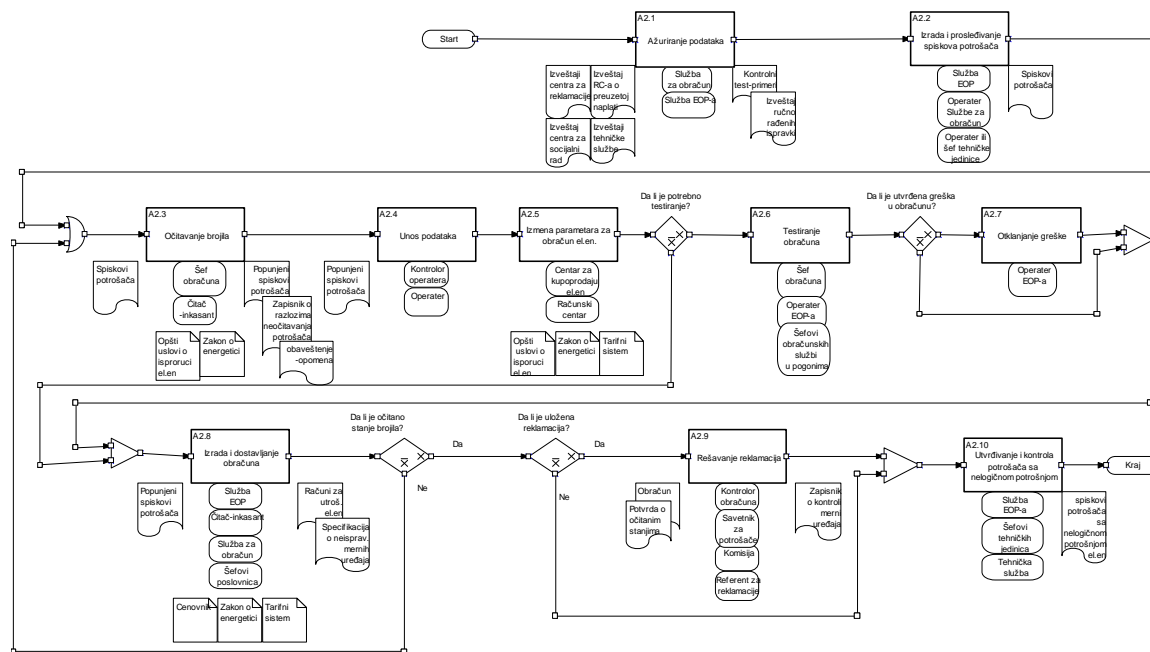 Start
A2.1
Ažuriranje podataka
Izveštaji
centra za
reklamacije
Izveštaj
RC-a o
preuzetoj
naplati
Izveštaj
centra za
socijalni
rad
Izveštaji
tehničke
službe
Služba
za obračun
Služba EOP-a
Kontrolni
test-primeri
Izveštaj
ručno
rađenih
ispravki
A2.2
Izrada i prosleđivanje
spiskova potrošača
Služba
EOP
Operater
Službe za
obračun
Operater ili
šef tehničke
jedinice
Spiskovi
potrošača
A2.3
Očitavanje brojila
Spiskovi
potrošača
Šef
obračuna
Čitač
-inkasant
Opšti
uslovi o
isporuci
el.en
Zakon o
energetici
Popunjeni
spiskovi
potrošača
Zapisnik o
razlozima
neočitavanja
potrošača
obaveštenje
-opomena
A2.4
Unos podataka
Popunjeni
spiskovi
potrošača
Kontrolor
operatera
Operater
A2.5
Izmena parametara za
obračun el.en.
Centar za
kupoprodaju
el.en
Računski
centar
Opšti
uslovi o
isporuci
el.en
Zakon o
energetici
Tarifni
sistem
Da li je potrebno
testiranje?
A2.6
Testiranje
obračuna
Šef
obračuna
Operater
EOP-a
Šefovi
obračunskih
službi
u pogonima
Da li je utvrđena greška
u obračunu?
A2.7
Otklanjanje greške
Operater
EOP-a
A2.8
Izrada i dostavljanje
obračuna
Popunjeni
spiskovi
potrošača
Služba
EOP
Čitač-inkasant
Služba za
obračun
Šefovi
poslovnica
Cenovnik
Zakon o
energetici
Tarifni
sistem
Računi za
utroš.
el.en
Specifikacija
o neisprav.
mernih
uređaja
Da li je očitano
stanje brojila?
Da
Ne
Da li je uložena
reklamacija?
Da
Ne
A2.9
Rešavanje reklamacija
Obračun
Potvrda o
očitanim
stanjima
Kontrolor
obračuna
Savetnik
za
potrošače
Komisija
Referent za
reklamacije
Zapisnik
o kontroli
merni
uređaja
A2.10
Utvrđivanje i kontrola
potrošača sa
nelogičnom potrošnjom
Služba
EOP-a
Šefovi
tehničkih
jedinica
Tehnička
služba
spiskovi
potrošača
sa
nelogičnom
potrošnjom
el.en
Kraj